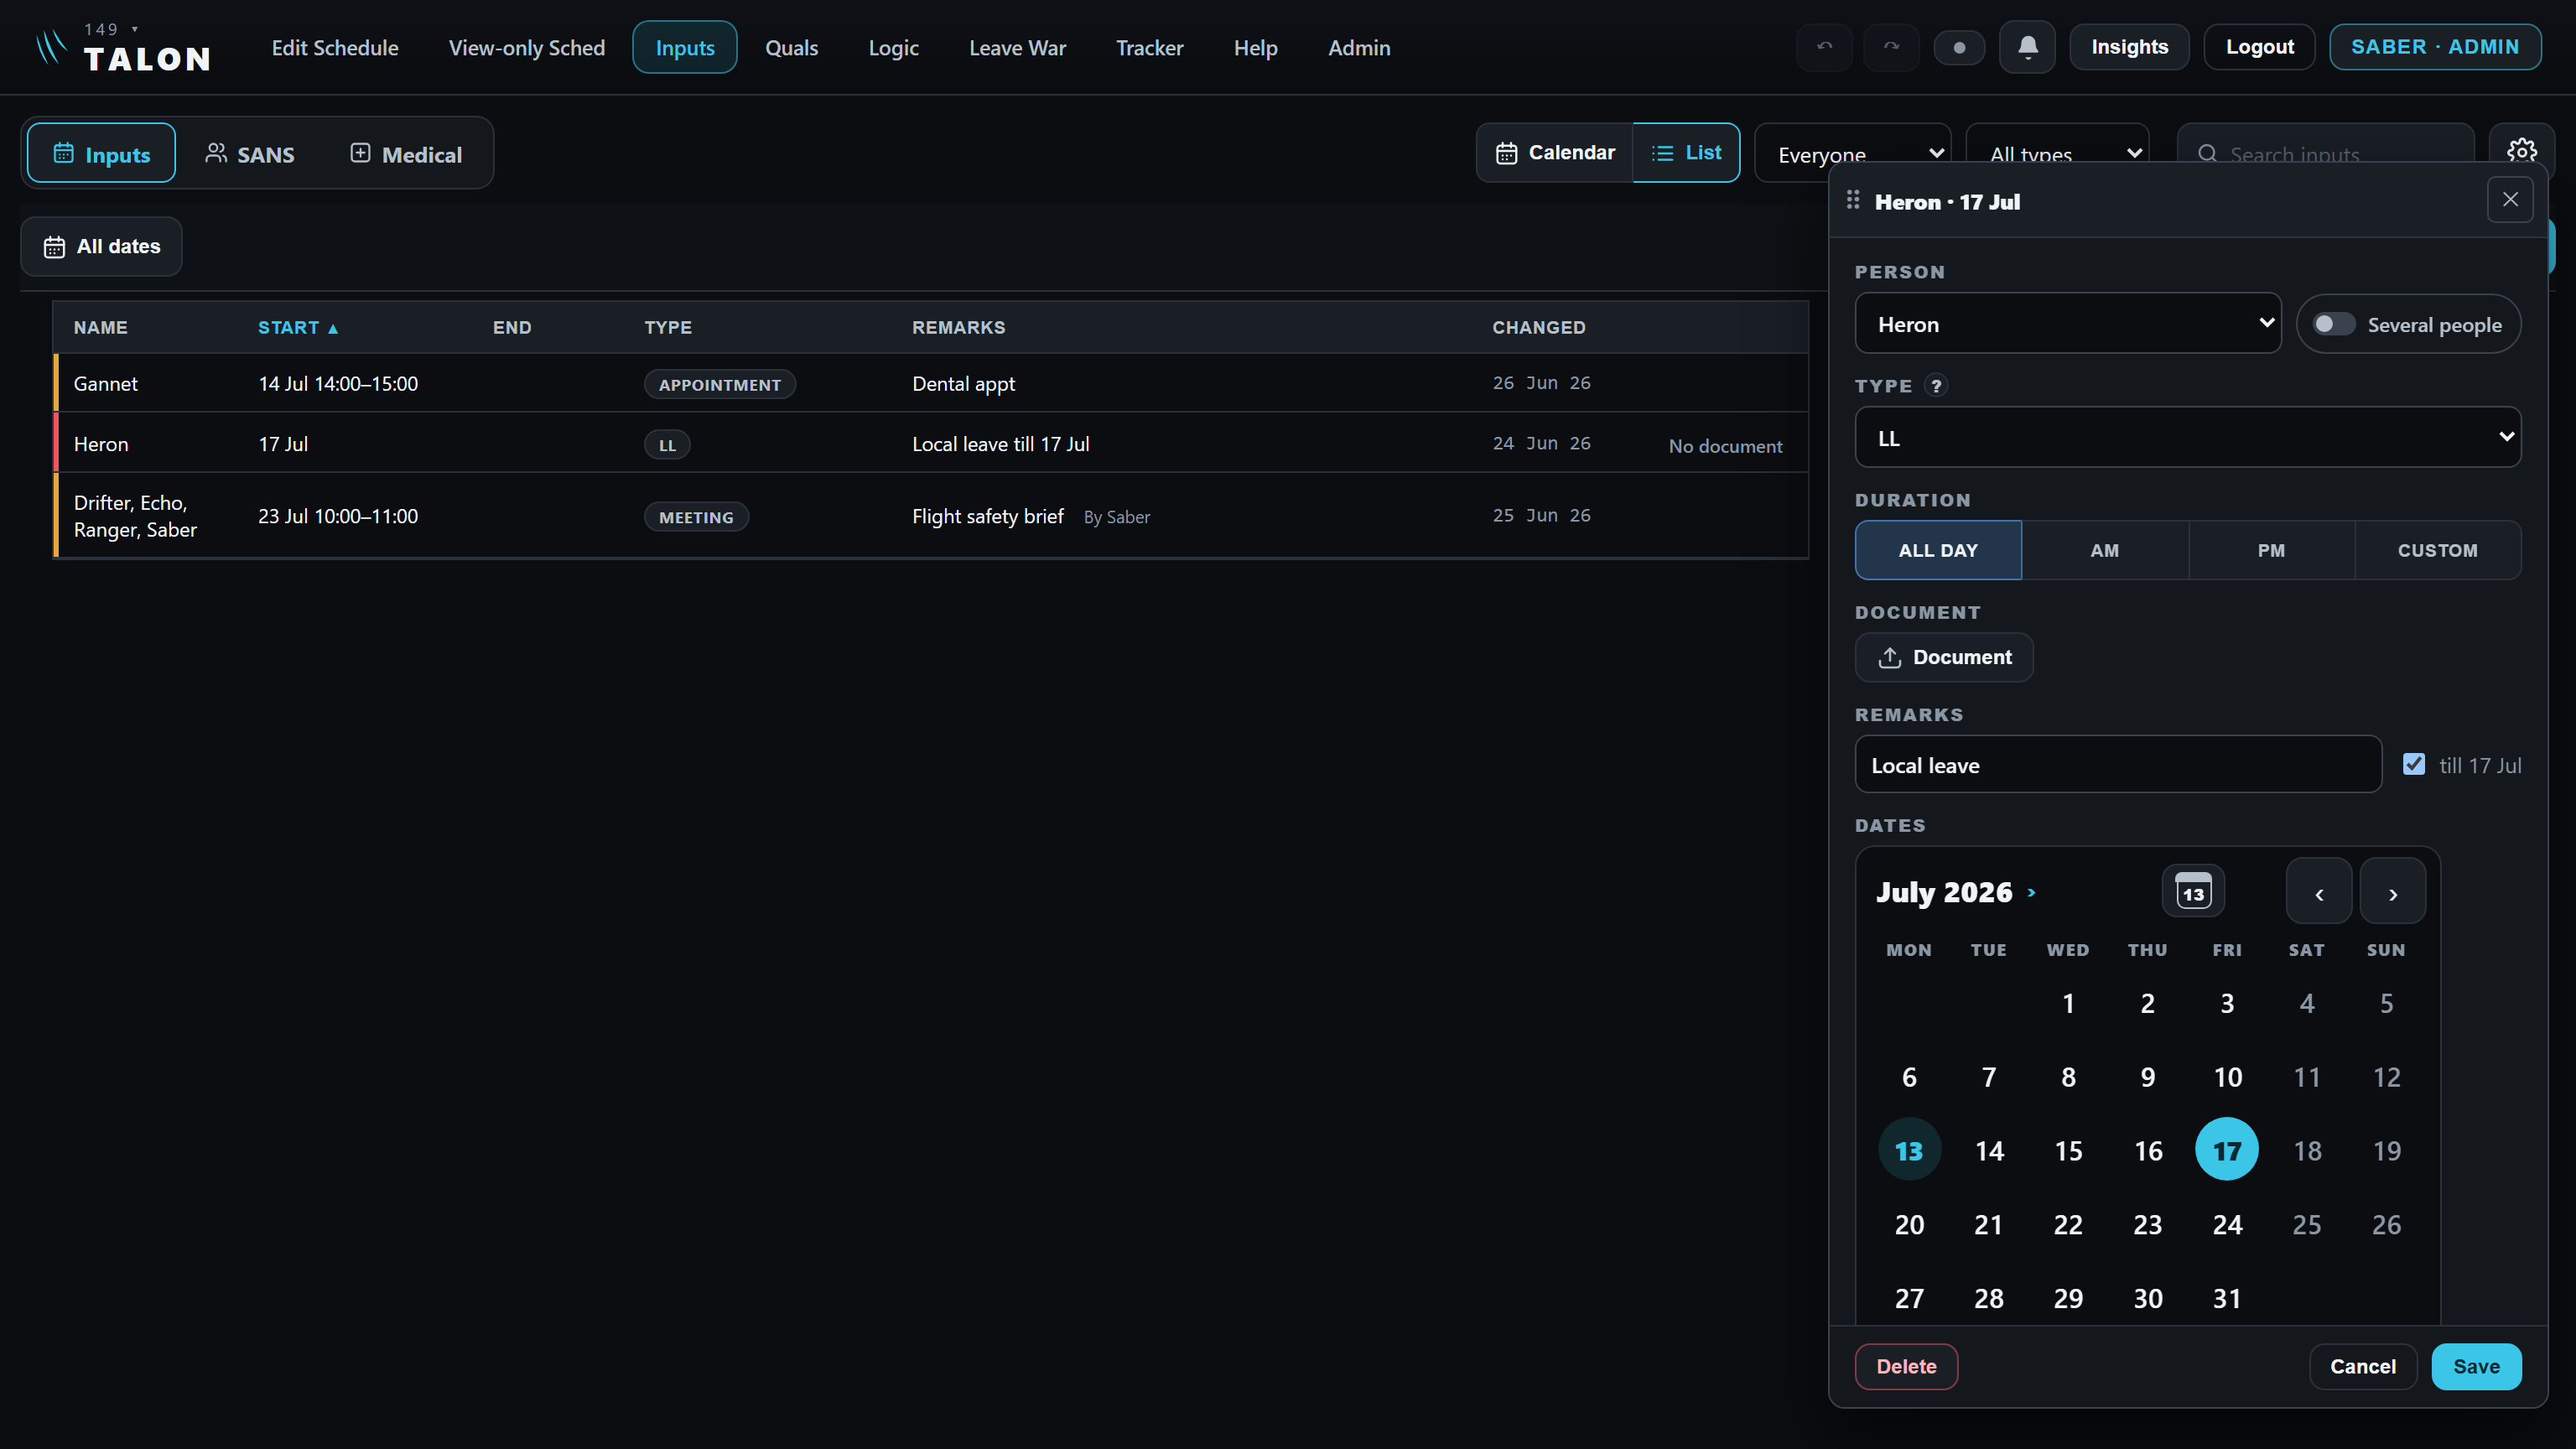 149 ▾
TALON
Edit Schedule
View-only Sched
Inputs
Quals
Logic
Leave War
Tracker
Help
Admin
Insights
Logout
SABER · ADMIN
Inputs
SANS
Medical
Calendar
List
Everyone
All types
Search inputs
All dates
NAME START ▲ END TYPE REMARKS CHANGED
Gannet 14 Jul 14:00–15:00 APPOINTMENT Dental appt 26 Jun 26
Heron 17 Jul LL Local leave till 17 Jul 24 Jun 26 No document
Drifter, Echo,
Ranger, Saber 23 Jul 10:00–11:00 MEETING Flight safety brief By Saber 25 Jun 26
Heron · 17 Jul
PERSON
Heron
Several people
TYPE ?
LL
DURATION
ALL DAY AM PM CUSTOM
DOCUMENT
Document
REMARKS
Local leave
till 17 Jul
DATES
July 2026 ›
13
‹ ›
MON TUE WED THU FRI SAT SUN
1 2 3 4 5
6 7 8 9 10 11 12
13 14 15 16 17 18 19
20 21 22 23 24 25 26
27 28 29 30 31
Delete
Cancel
Save